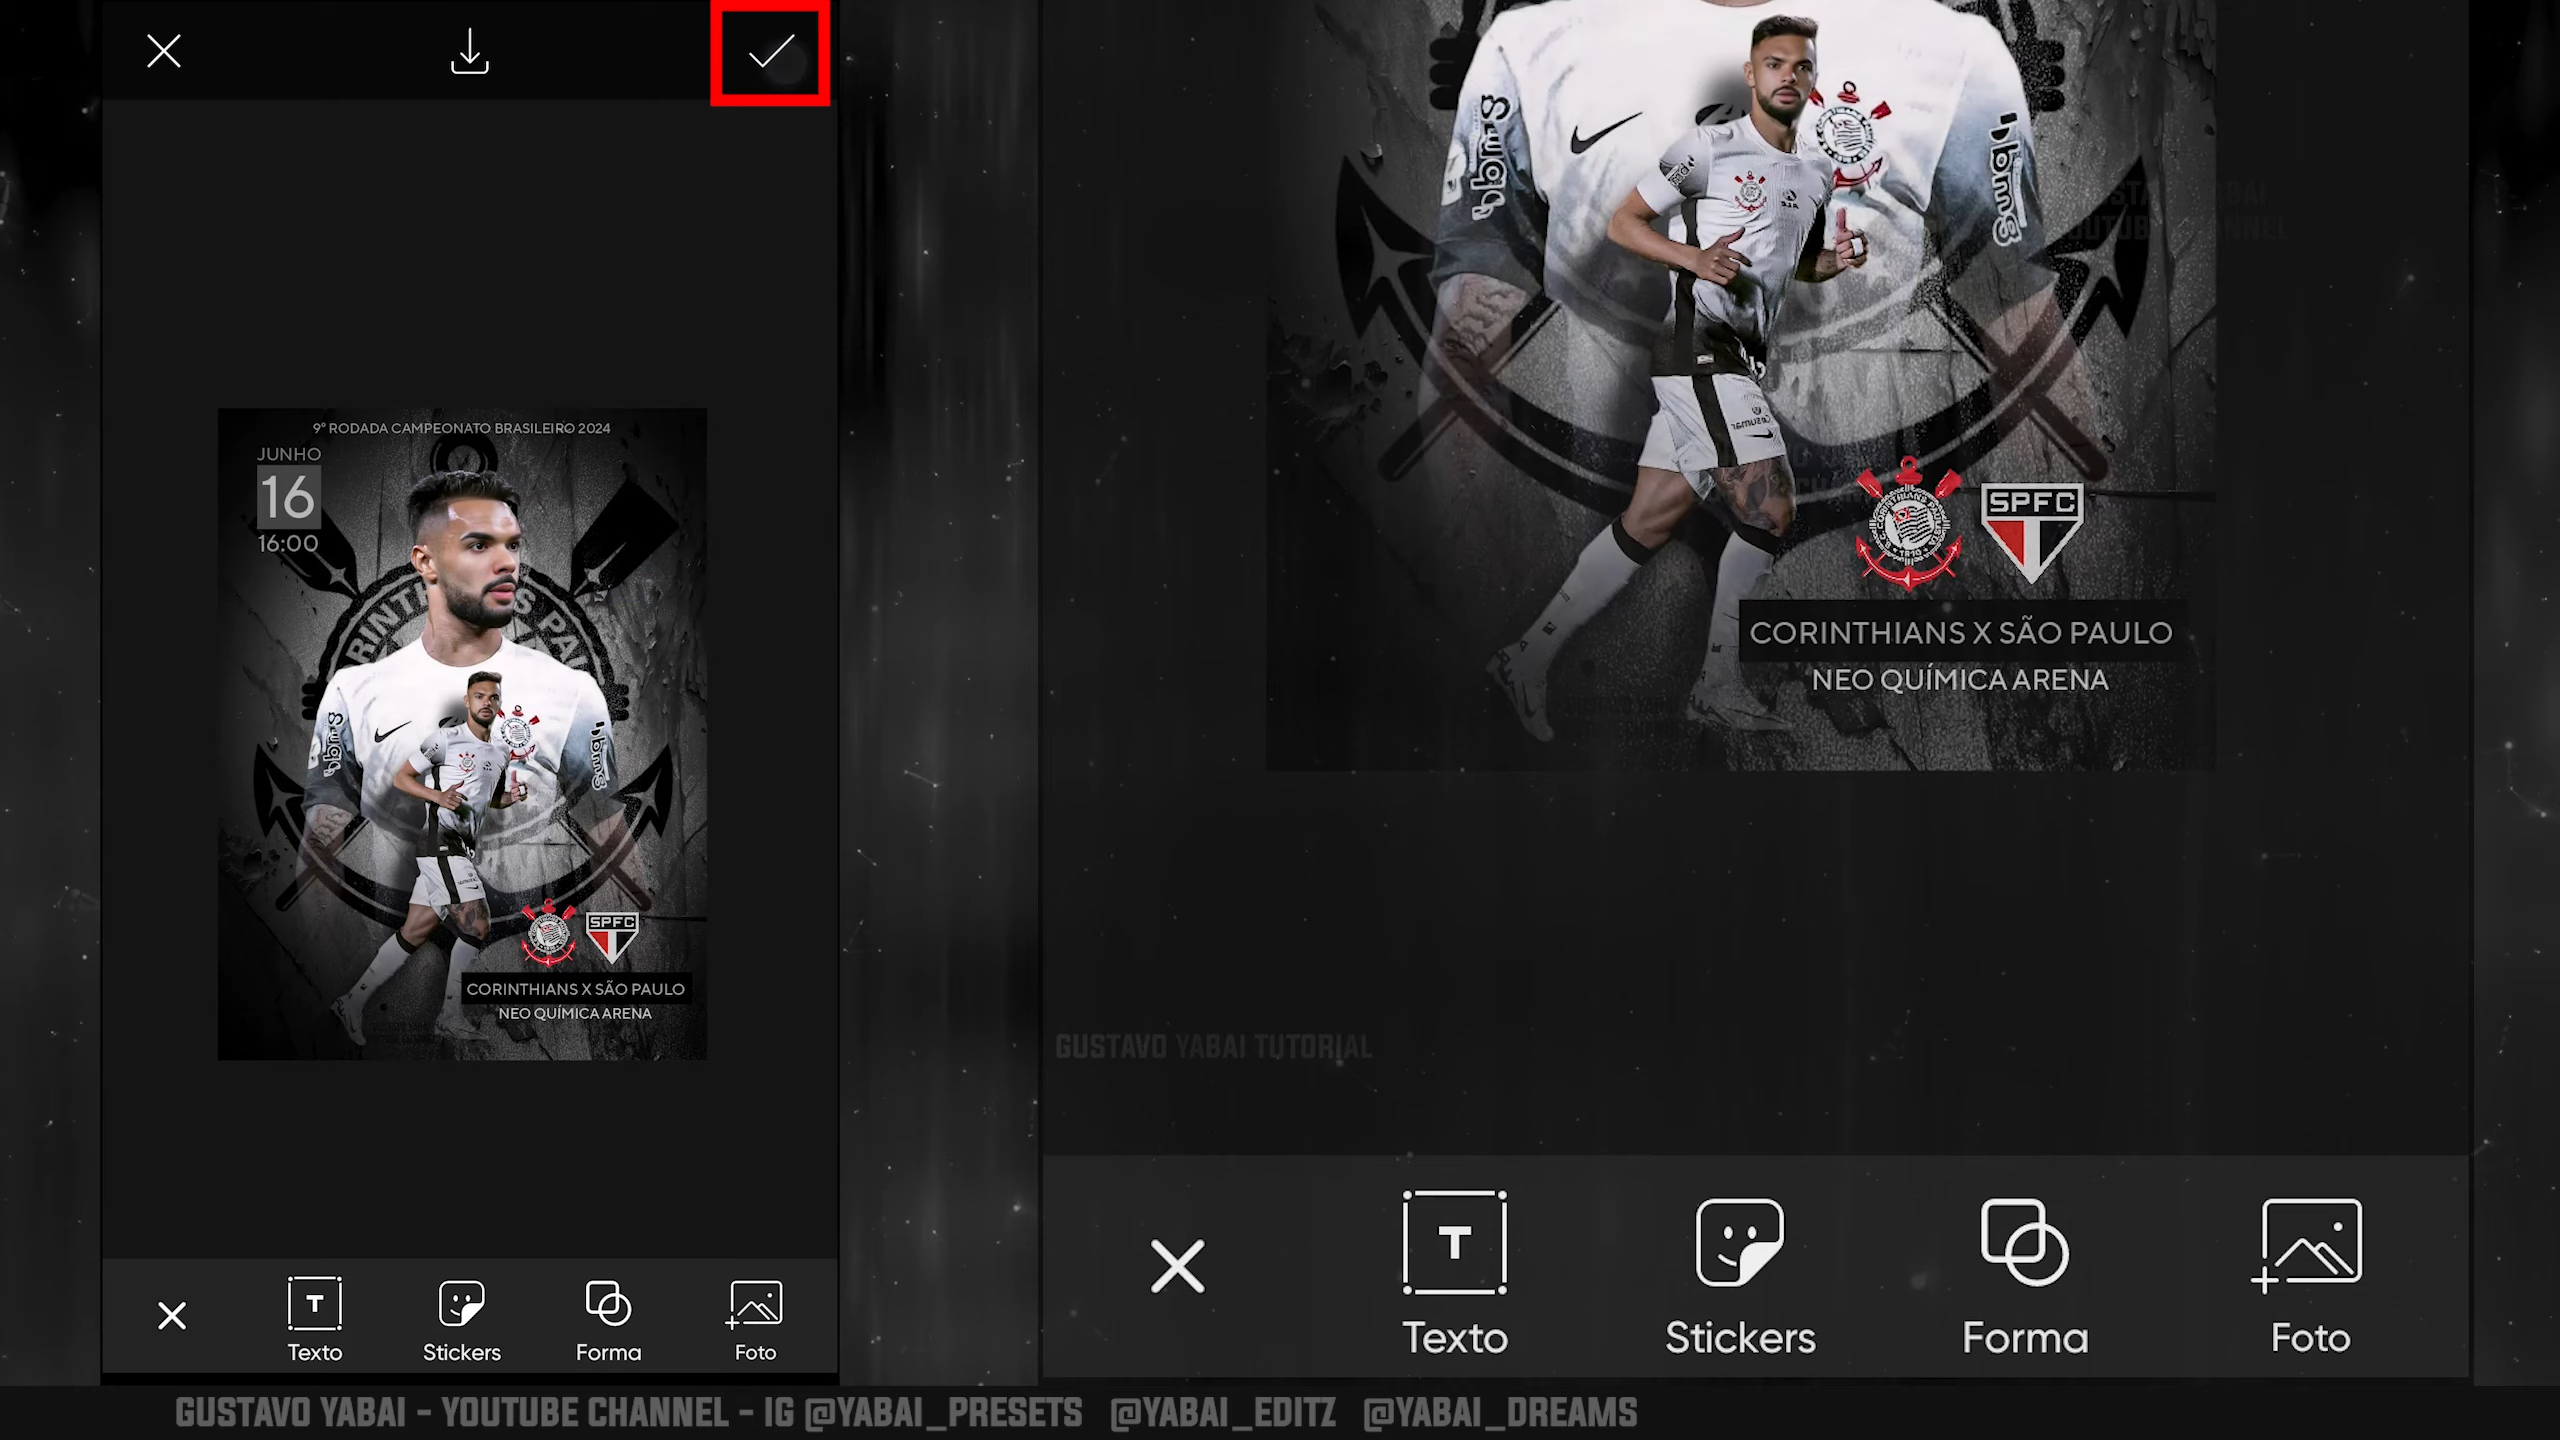 9ª RODADA CAMPEONATO BRASILEIRO 2024
JUNHO
16
16:00
SPFC
CORINTHIANS X SÃO PAULO
NEO QUÍMICA ARENA
Texto
Stickers
Forma
Foto
SPFC
CORINTHIANS X SÃO PAULO
NEO QUÍMICA ARENA
GUSTAVO YABAI TUTORIAL
Texto
Stickers
Forma
Foto
GUSTAVO YABAI - YOUTUBE CHANNEL - IG @YABAI_PRESETS @YABAI_EDITZ @YABAI_DREAMS